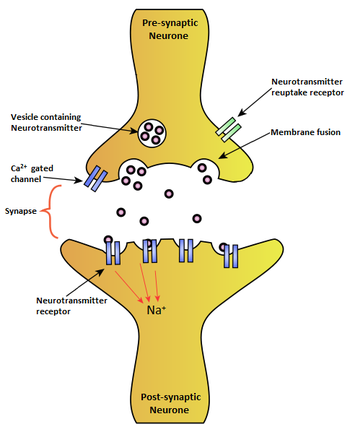 Pre-synaptic
Neurone
Neurotransmitter
reuptake receptor
Vesicle containing
Neurotransmitter
Membrane fusion
Ca²⁺ gated
channel
Synapse
Neurotransmitter
receptor
Na⁺
Post-synaptic
Neurone